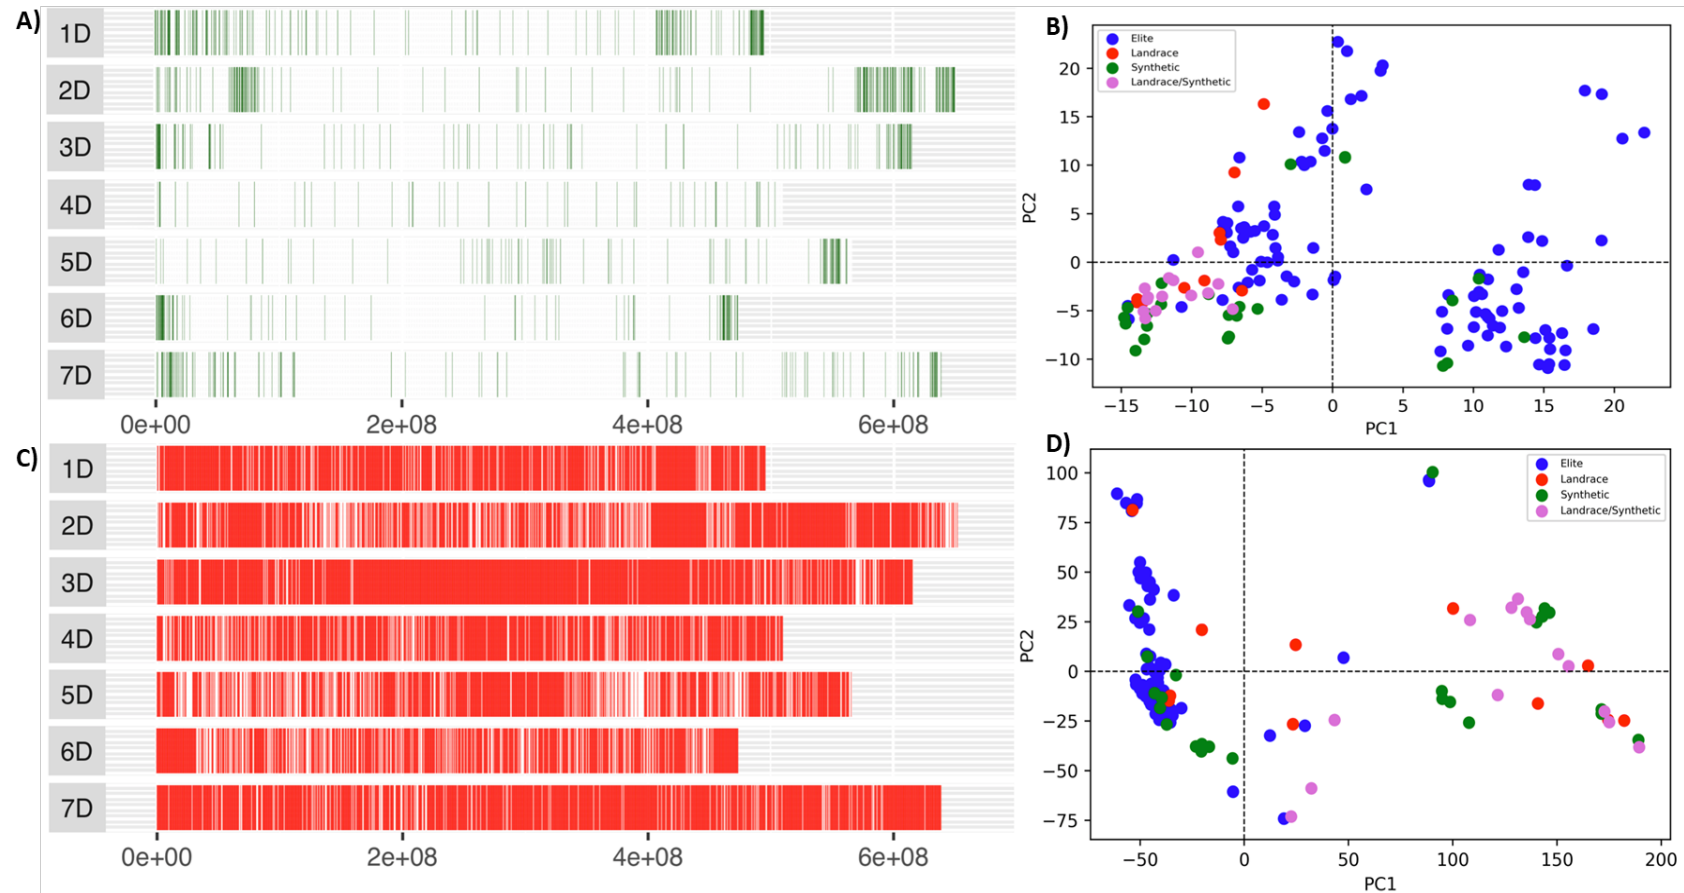 A)
1D
2D
3D
4D
5D
6D
7D
0e+00 2e+08 4e+08 6e+08
B)
Elite
Landrace
Synthetic
Landrace/Synthetic
PC2
20
15
10
5
0
−5
−10
−15 −10 −5 0 5 10 15 20
PC1
C)
1D
2D
3D
4D
5D
6D
7D
0e+00 2e+08 4e+08 6e+08
D)
Elite
Landrace
Synthetic
Landrace/Synthetic
PC2
100
75
50
25
0
−25
−50
−75
−50 0 50 100 150 200
PC1